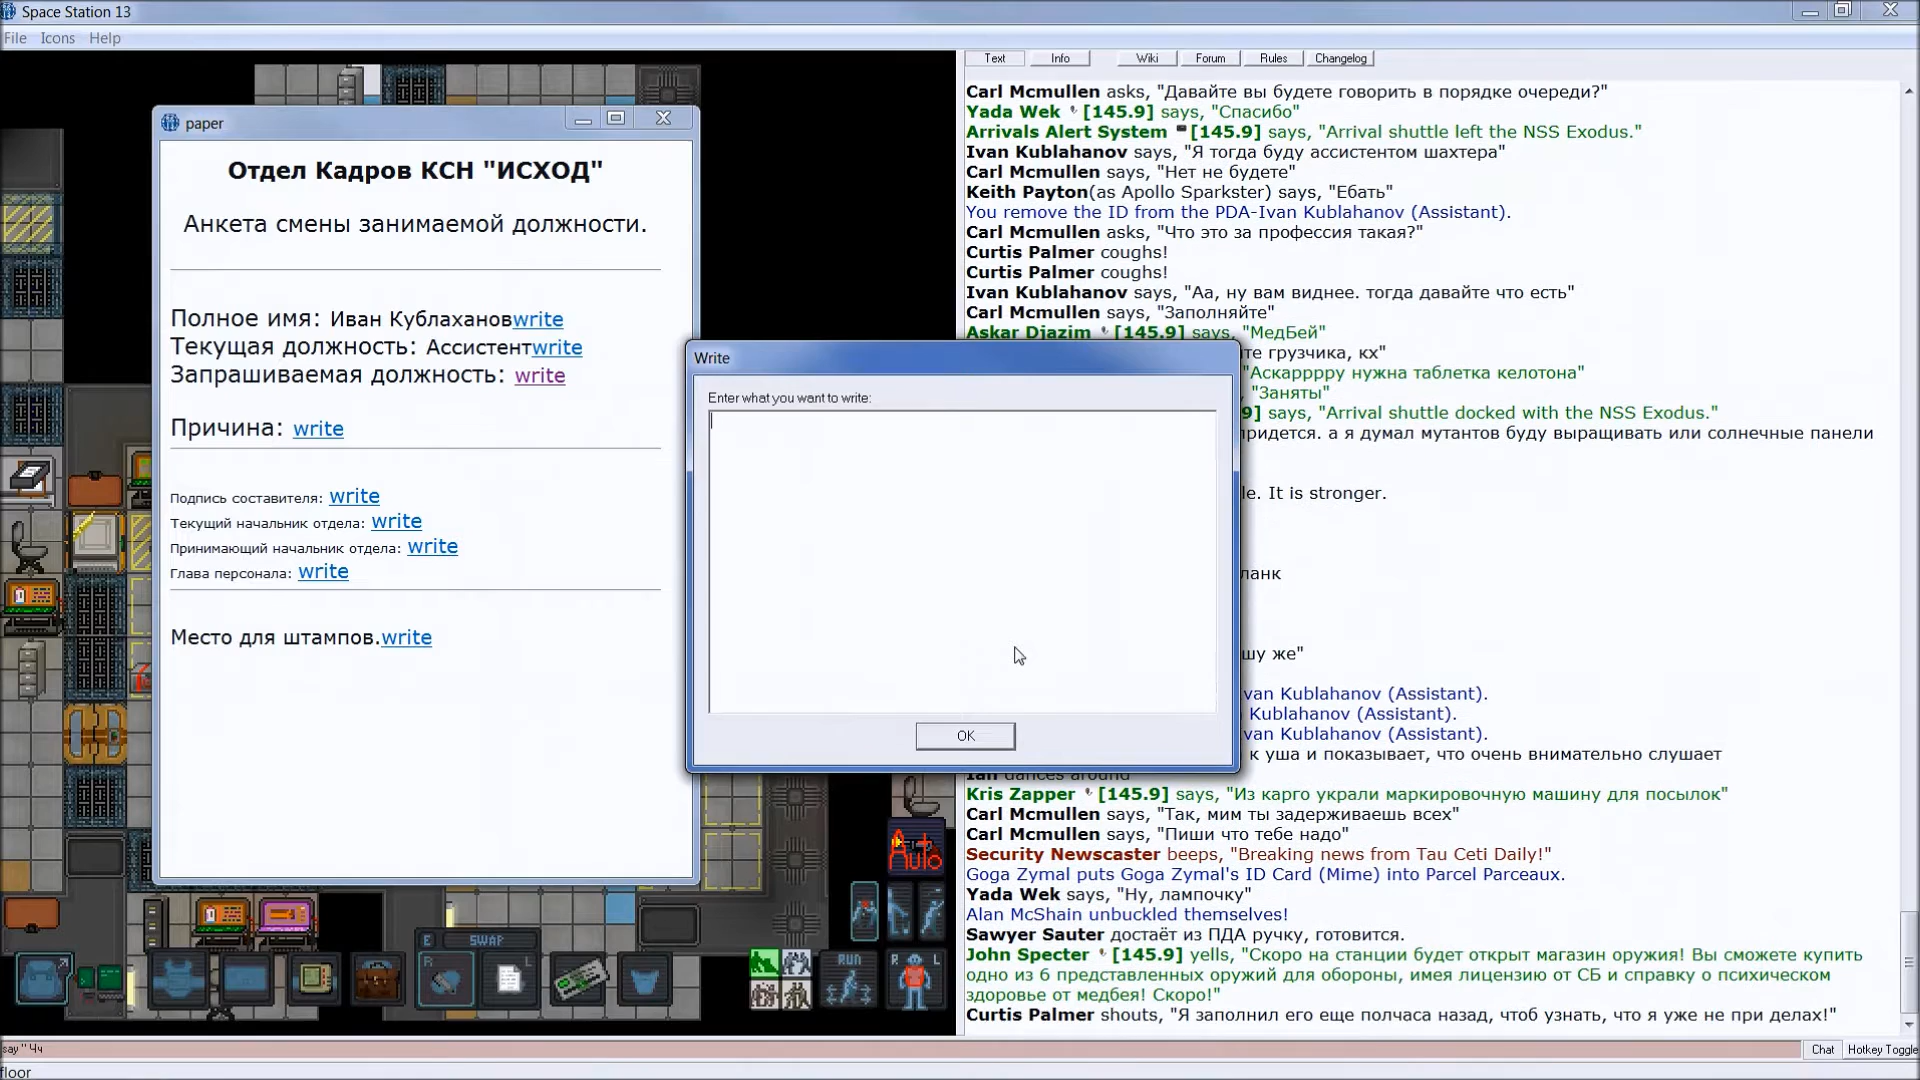 Space Station 13
File Icons Help
Text Info Wiki Forum Rules Changelog
paper
Отдел Кадров КСН "ИСХОД"
Анкета смены занимаемой должности.
Полное имя: Иван Кублахановwrite
Текущая должность: Ассистентwrite
Запрашиваемая должность: write
Причина: write
Подпись составителя: write
Текущий начальник отдела: write
Принимающий начальник отдела: write
Глава персонала: write
Место для штампов.write
Write
Enter what you want to write:
OK
Carl Mcmullen asks, "Давайте вы будете говорить в порядке очереди?"
Yada Wek [145.9] says, "Спасибо"
Arrivals Alert System [145.9] says, "Arrival shuttle left the NSS Exodus."
Ivan Kublahanov says, "Я тогда буду ассистентом шахтера"
Carl Mcmullen says, "Нет не будете"
Keith Payton(as Apollo Sparkster) says, "Ебать"
You remove the ID from the PDA-Ivan Kublahanov (Assistant).
Carl Mcmullen asks, "Что это за профессия такая?"
Curtis Palmer coughs!
Curtis Palmer coughs!
Ivan Kublahanov says, "Аа, ну вам виднее. тогда давайте что есть"
Carl Mcmullen says, "Заполняйте"
Askar Djazim [145.9] says, "МедБей"
те грузчика, кх"
"Аскарррру нужна таблетка келотона"
"Заняты"
9] says, "Arrival shuttle docked with the NSS Exodus."
придется. а я думал мутантов буду выращивать или солнечные панели
le. It is stronger.
ланк
шу же"
van Kublahanov (Assistant).
Kublahanov (Assistant).
van Kublahanov (Assistant).
к уша и показывает, что очень внимательно слушает
Ian dances around
Kris Zapper [145.9] says, "Из карго украли маркировочную машину для посылок"
Carl Mcmullen says, "Так, мим ты задерживаешь всех"
Carl Mcmullen says, "Пиши что тебе надо"
Security Newscaster beeps, "Breaking news from Tau Ceti Daily!"
Goga Zymal puts Goga Zymal's ID Card (Mime) into Parcel Parceaux.
Yada Wek says, "Ну, лампочку"
Alan McShain unbuckled themselves!
Sawyer Sauter достаёт из ПДА ручку, готовится.
John Specter [145.9] yells, "Скоро на станции будет открыт магазин оружия! Вы сможете купить
одно из 6 представленных оружий для обороны, имея лицензию от СБ и справку о психическом
здоровье от медбея! Скоро!"
Curtis Palmer shouts, "Я заполнил его еще полчаса назад, чтоб узнать, что я уже не при делах!"
Auto
E SWAP
R L
RUN
R L
say "Чч
Chat Hotkey Toggle
floor